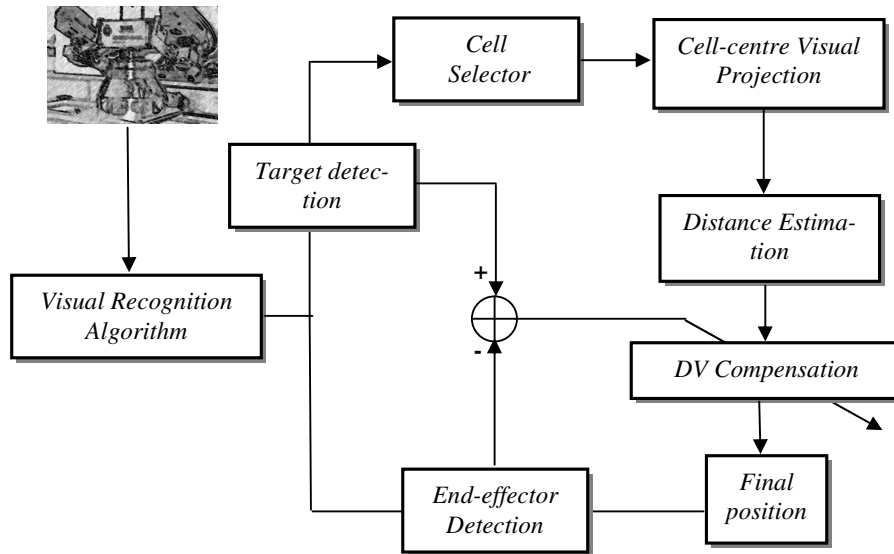 Cell
Selector
Cell-centre Visual
Projection
Target detec-
tion
Distance Estima-
tion
+
Visual Recognition
Algorithm
-
DV Compensation
End-effector
Detection
Final
position